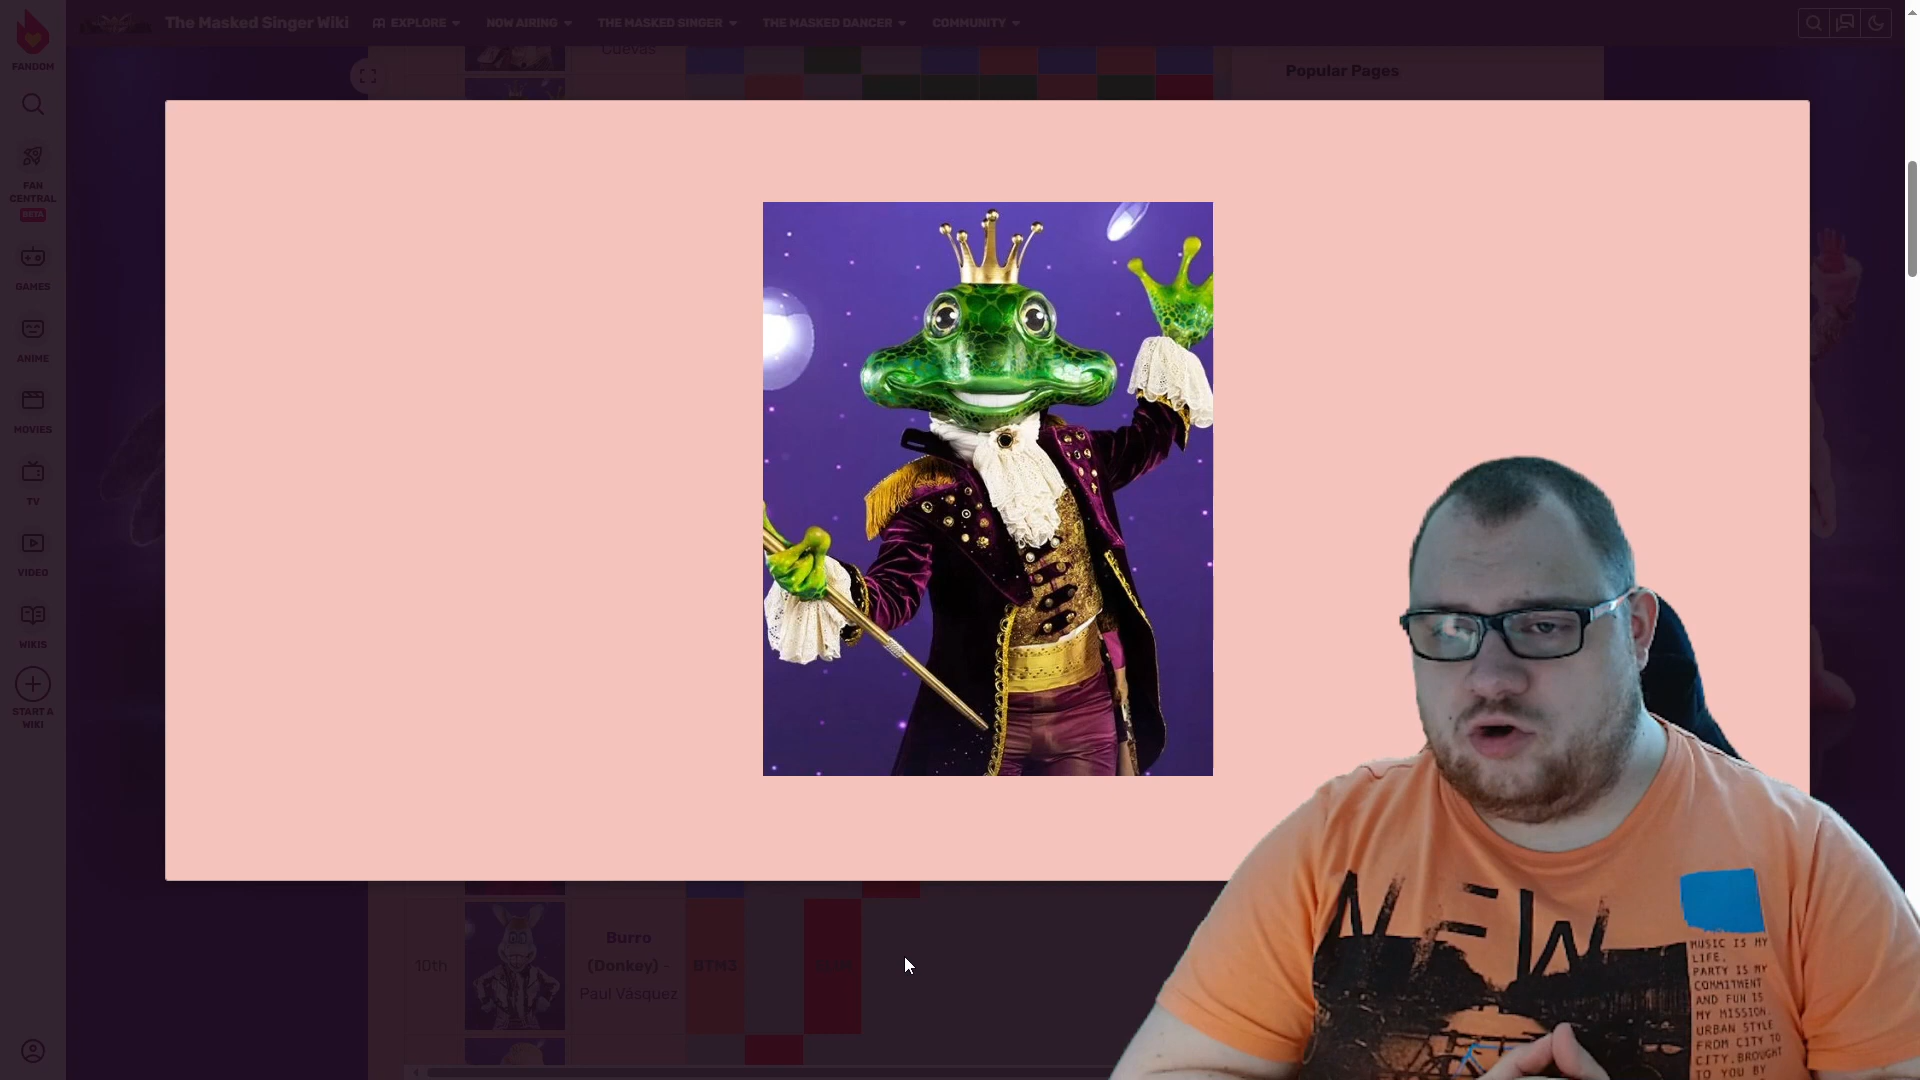 The Masked Singer Wiki
EXPLORE
NOW AIRING
THE MASKED SINGER
THE MASKED DANCER
COMMUNITY
FANDOM
FAN
CENTRAL
BETA
GAMES
ANIME
MOVIES
TV
VIDEO
WIKIS
START A
WIKI
Cuevas
Popular Pages
10th
Burro
(Donkey) -
Paul Vásquez
BTM3
NEW
MUSIC IS MY
LIFE,
PARTY IS MY
COMMITMENT
AND FUN IS
MY MISSION.
URBAN STYLE
FROM CITY TO
CITY, BROUGHT
TO YOU BY